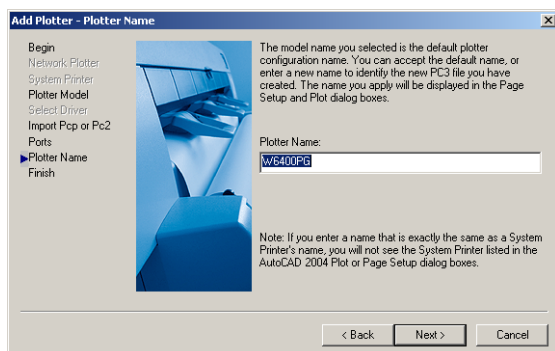 Add Plotter - Plotter Name
Begin
Network Plotter
System Printer
Plotter Model
Select Driver
Import Pcp or Pc2
Ports
Plotter Name
Finish
The model name you selected is the default plotter
configuration name. You can accept the default name, or
enter a new name to identify the new PC3 file you have
created. The name you apply will be displayed in the Page
Setup and Plot dialog boxes.
Plotter Name:
W6400PG
Note: If you enter a name that is exactly the same as a System
Printer's name, you will not see the System Printer listed in the
AutoCAD 2004 Plot or Page Setup dialog boxes.
< Back
Next >
Cancel